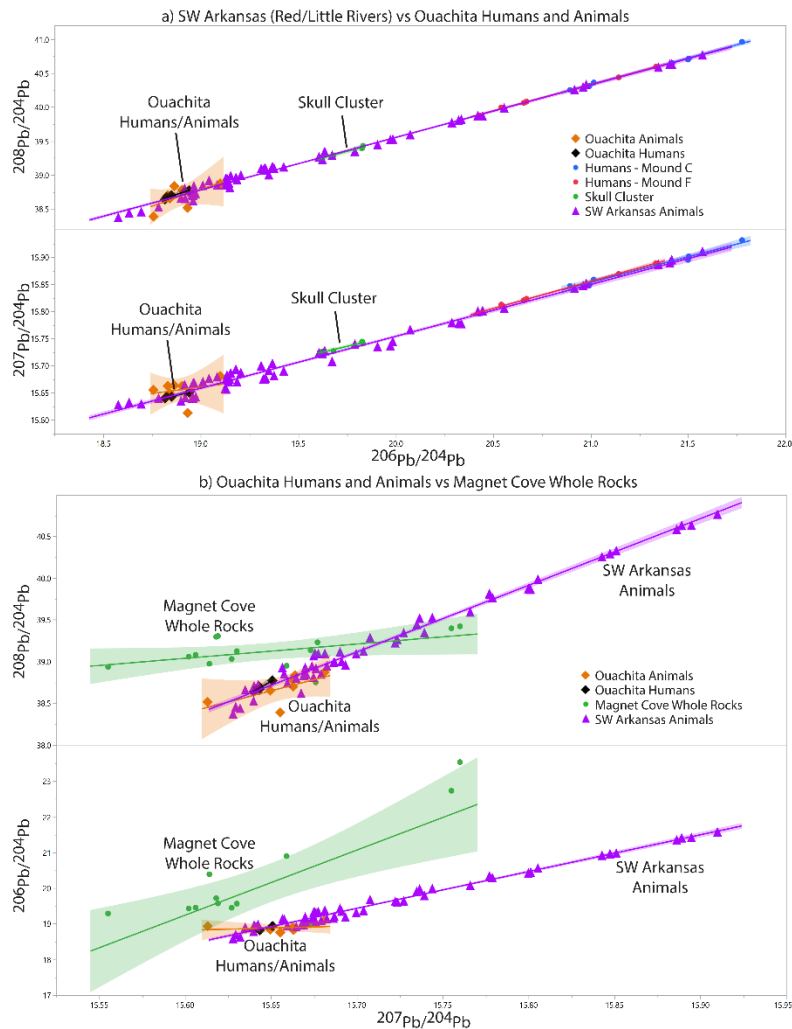 a) SW Arkansas (Red/Little Rivers) vs Ouachita Humans and Animals
208Pb/204Pb
41.0
40.5
40.0
39.5
39.0
38.5
Ouachita
Humans/Animals
Skull Cluster
Ouachita Animals
Ouachita Humans
Humans - Mound C
Humans - Mound F
Skull Cluster
SW Arkansas Animals
207Pb/204Pb
15.90
15.85
15.80
15.75
15.70
15.65
15.60
Ouachita
Humans/Animals
Skull Cluster
18.5 19.0 19.5 20.0 20.5 21.0 21.5 22.0
206Pb/204Pb
b) Ouachita Humans and Animals vs Magnet Cove Whole Rocks
208Pb/204Pb
40.5
40.0
39.5
39.0
38.5
38.0
Magnet Cove
Whole Rocks
SW Arkansas
Animals
Ouachita
Humans/Animals
Ouachita Animals
Ouachita Humans
Magnet Cove Whole Rocks
SW Arkansas Animals
206Pb/204Pb
23
22
21
20
19
18
17
Magnet Cove
Whole Rocks
SW Arkansas
Animals
Ouachita
Humans/Animals
15.55 15.60 15.65 15.70 15.75 15.80 15.85 15.90 15.95
207Pb/204Pb